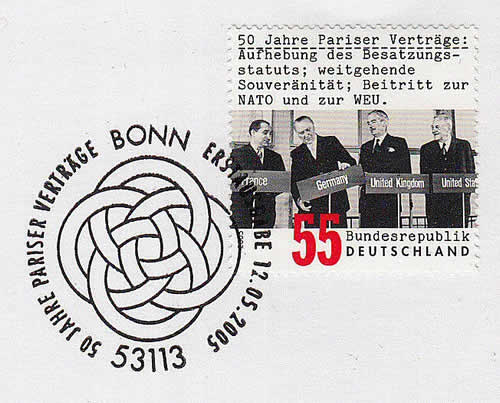 50 Jahre Pariser Verträge:
Aufhebung des Besatzungs-
statuts; weitgehende
Souveränität; Beitritt zur
NATO und zur WEU.
Germany
United Kingdom
United
55
Bundesrepublik
DEUTSCHLAND
50 JAHRE PARISER VERTRÄGE
BONN
12.05.2005
53113